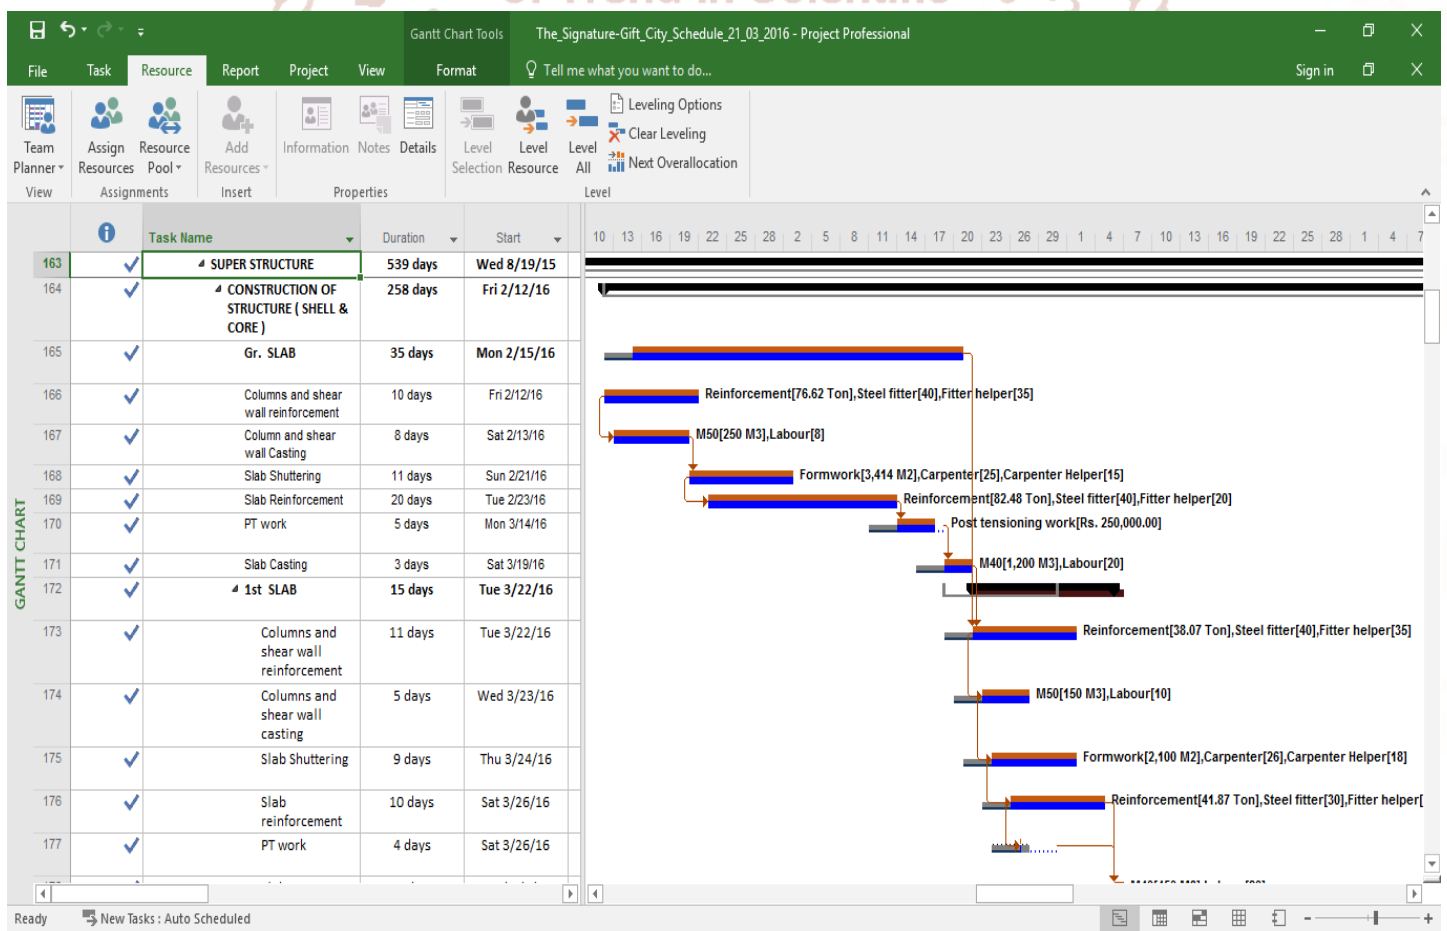 of Trend in Scientific
Gantt Chart Tools
The_Signature-Gift_City_Schedule_21_03_2016 - Project Professional
File Task Resource Report Project View Format Tell me what you want to do... Sign in
Team Planner
Assign Resources
Resource Pool
Add Resources
Information
Notes
Details
Level Selection
Level Resource
Level All
Leveling Options
Clear Leveling
Next Overallocation
View Assignments Insert Properties Level
Task Name Duration Start
10 13 16 19 22 25 28 2 5 8 11 14 17 20 23 26 29 1 4 7 10 13 16 19 22 25 28 1 4 7
163 SUPER STRUCTURE 539 days Wed 8/19/15
164 CONSTRUCTION OF 258 days Fri 2/12/16
STRUCTURE ( SHELL &
CORE )
165 Gr. SLAB 35 days Mon 2/15/16
166 Columns and shear 10 days Fri 2/12/16 Reinforcement[76.62 Ton],Steel fitter[40],Fitter helper[35]
wall reinforcement
167 Column and shear 8 days Sat 2/13/16 M50[250 M3],Labour[8]
wall Casting
168 Slab Shuttering 11 days Sun 2/21/16 Formwork[3,414 M2],Carpenter[25],Carpenter Helper[15]
169 Slab Reinforcement 20 days Tue 2/23/16 Reinforcement[82.48 Ton],Steel fitter[40],Fitter helper[20]
170 PT work 5 days Mon 3/14/16 Post tensioning work[Rs. 250,000.00]
171 Slab Casting 3 days Sat 3/19/16 M40[1,200 M3],Labour[20]
172 1st SLAB 15 days Tue 3/22/16
173 Columns and 11 days Tue 3/22/16 Reinforcement[38.07 Ton],Steel fitter[40],Fitter helper[35]
shear wall
reinforcement
174 Columns and 5 days Wed 3/23/16 M50[150 M3],Labour[10]
shear wall
casting
175 Slab Shuttering 9 days Thu 3/24/16 Formwork[2,100 M2],Carpenter[26],Carpenter Helper[18]
176 Slab 10 days Sat 3/26/16 Reinforcement[41.87 Ton],Steel fitter[30],Fitter helper[
reinforcement
177 PT work 4 days Sat 3/26/16
GANTT CHART
Ready New Tasks : Auto Scheduled